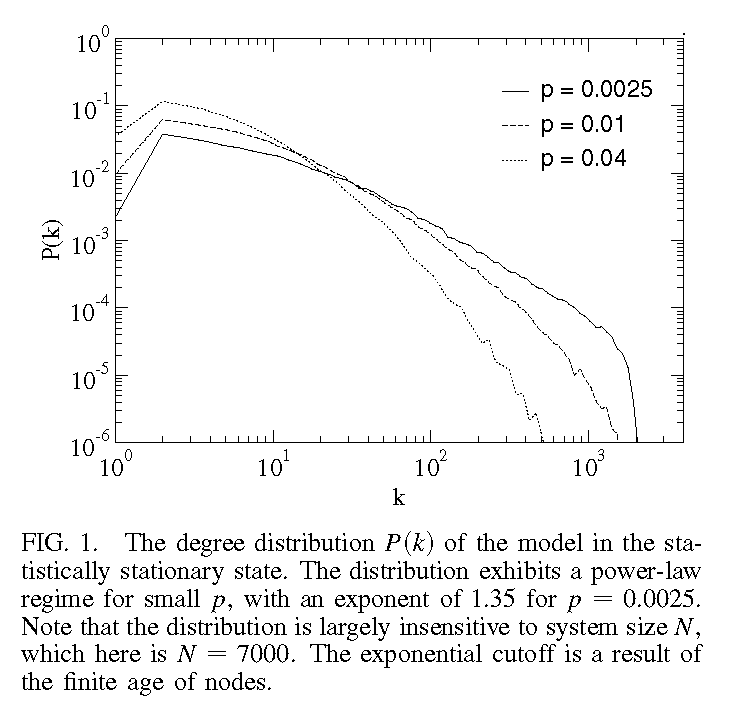 10^0
10^-1
10^-2
10^-3
10^-4
10^-5
10^-6
P(k)
p = 0.0025
p = 0.01
p = 0.04
10^0 10^1 10^2 10^3
k
FIG. 1. The degree distribution P(k) of the model in the sta-
tistically stationary state. The distribution exhibits a power-law
regime for small p, with an exponent of 1.35 for p = 0.0025.
Note that the distribution is largely insensitive to system size N,
which here is N = 7000. The exponential cutoff is a result of
the finite age of nodes.